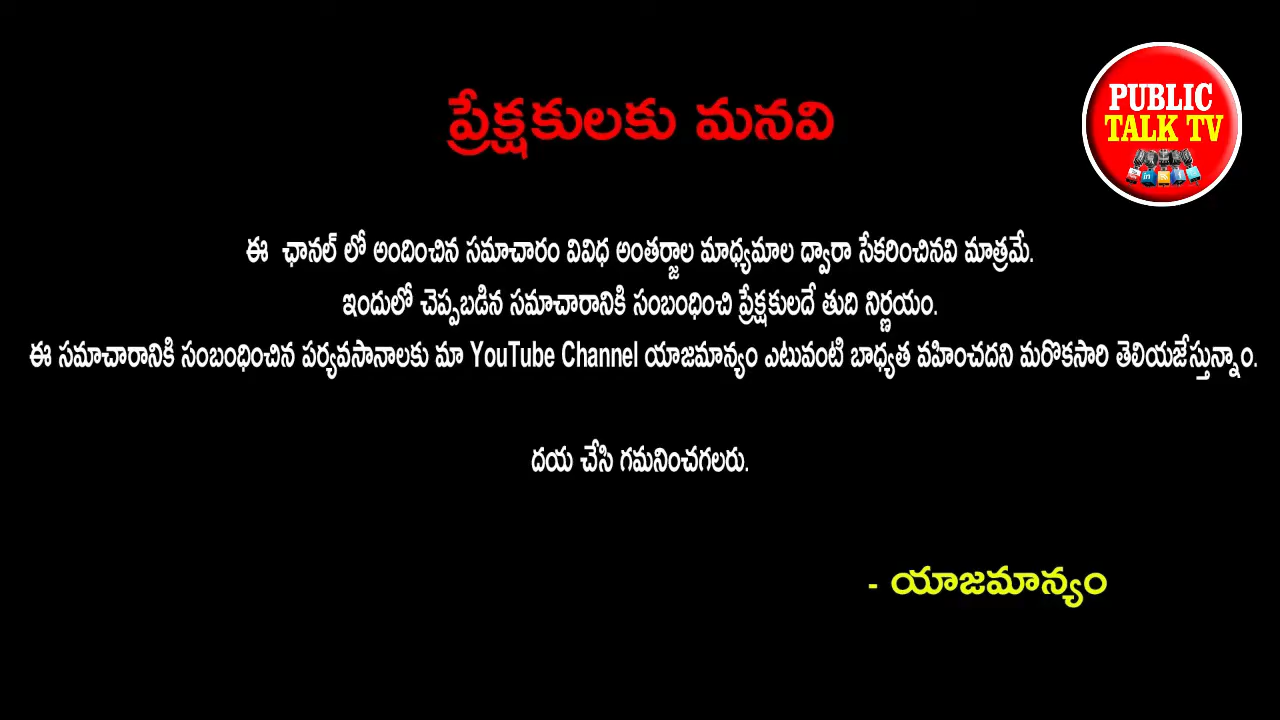 PUBLIC
TALK TV
ప్రేక్షకులకు మనవి
ఈ ఛానల్ లో అందించిన సమాచారం వివిధ అంతర్జాల మాధ్యమాల ద్వారా సేకరించినవి మాత్రమే.
ఇందులో చెప్పబడిన సమాచారానికి సంబంధించి ప్రేక్షకులదే తుది నిర్ణయం.
ఈ సమాచారానికి సంబంధించిన పర్యవసానాలకు మా YouTube Channel యాజమాన్యం ఎటువంటి బాధ్యత వహించదని మరొకసారి తెలియజేస్తున్నాం.
దయ చేసి గమనించగలరు.
- యాజమాన్యం